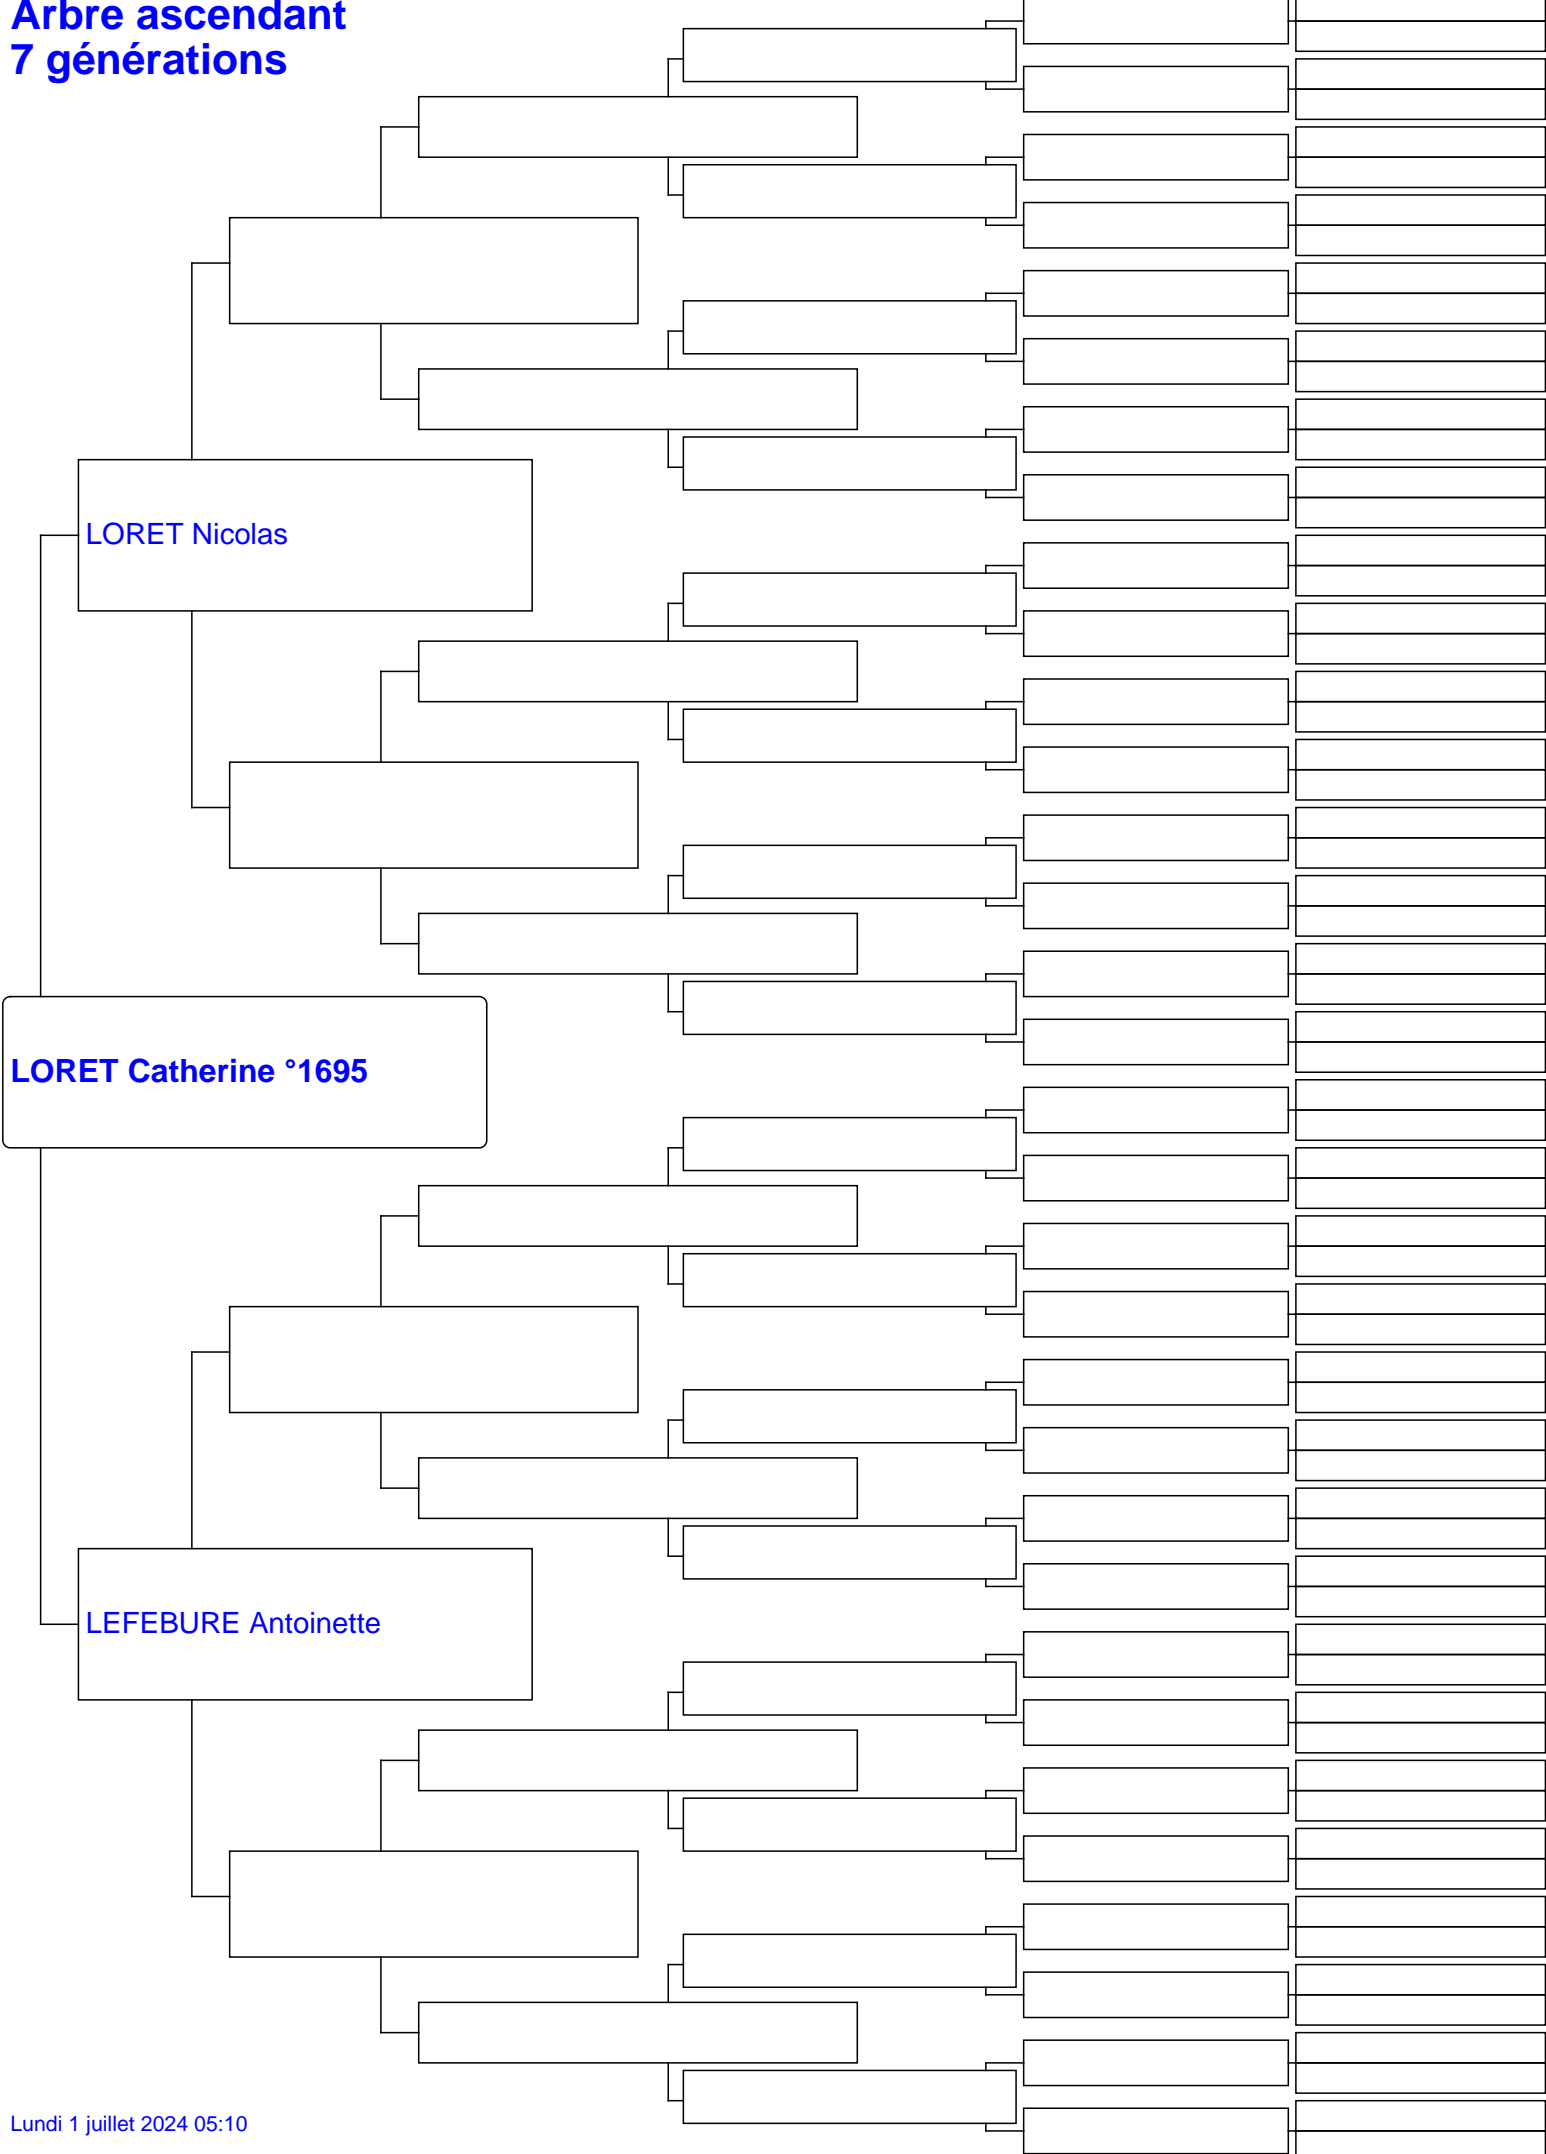 Arbre ascendant
7 générations
LORET Nicolas
LORET Catherine °1695
LEFEBURE Antoinette
Lundi 1 juillet 2024 05:10